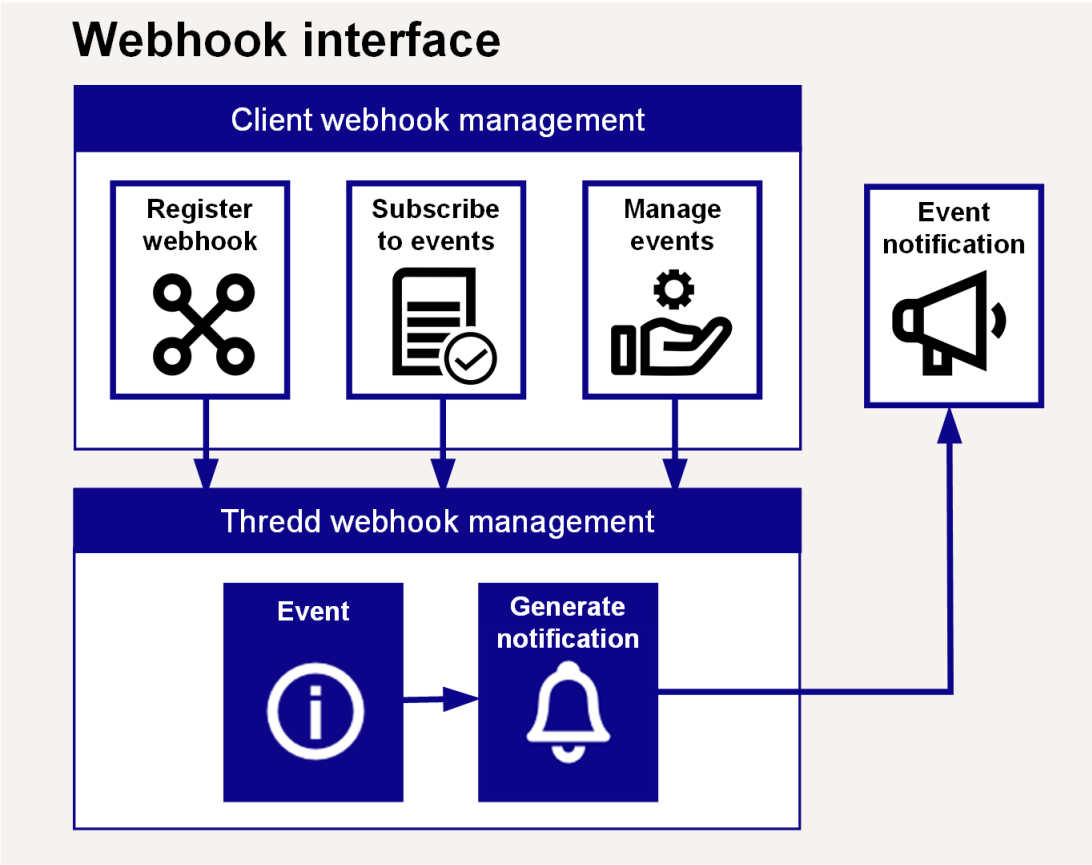 Webhook interface
Client webhook management
Register
webhook
Subscribe
to events
Manage
events
Event
notification
Thredd webhook management
Event
Generate
notification